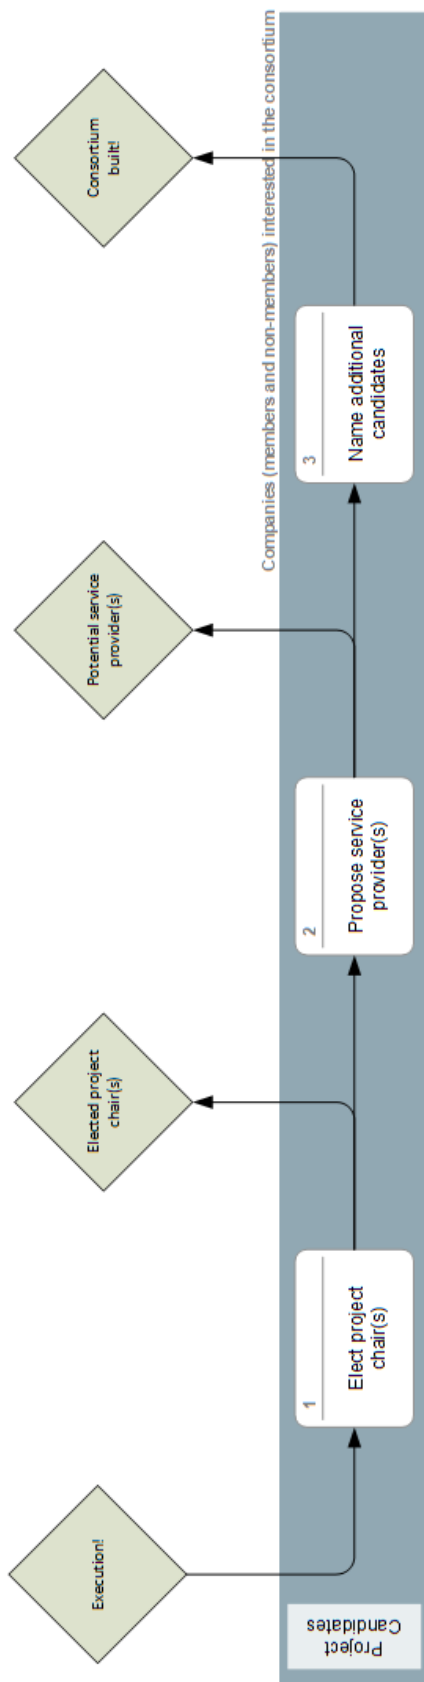 Execution!
Elected project
chair(s)
Potential service
provider(s)
Consortium
built!
Companies (members and non-members) interested in the consortium
Project
Candidates
1
Elect project
chair(s)
2
Propose service
provider(s)
3
Name additional
candidates